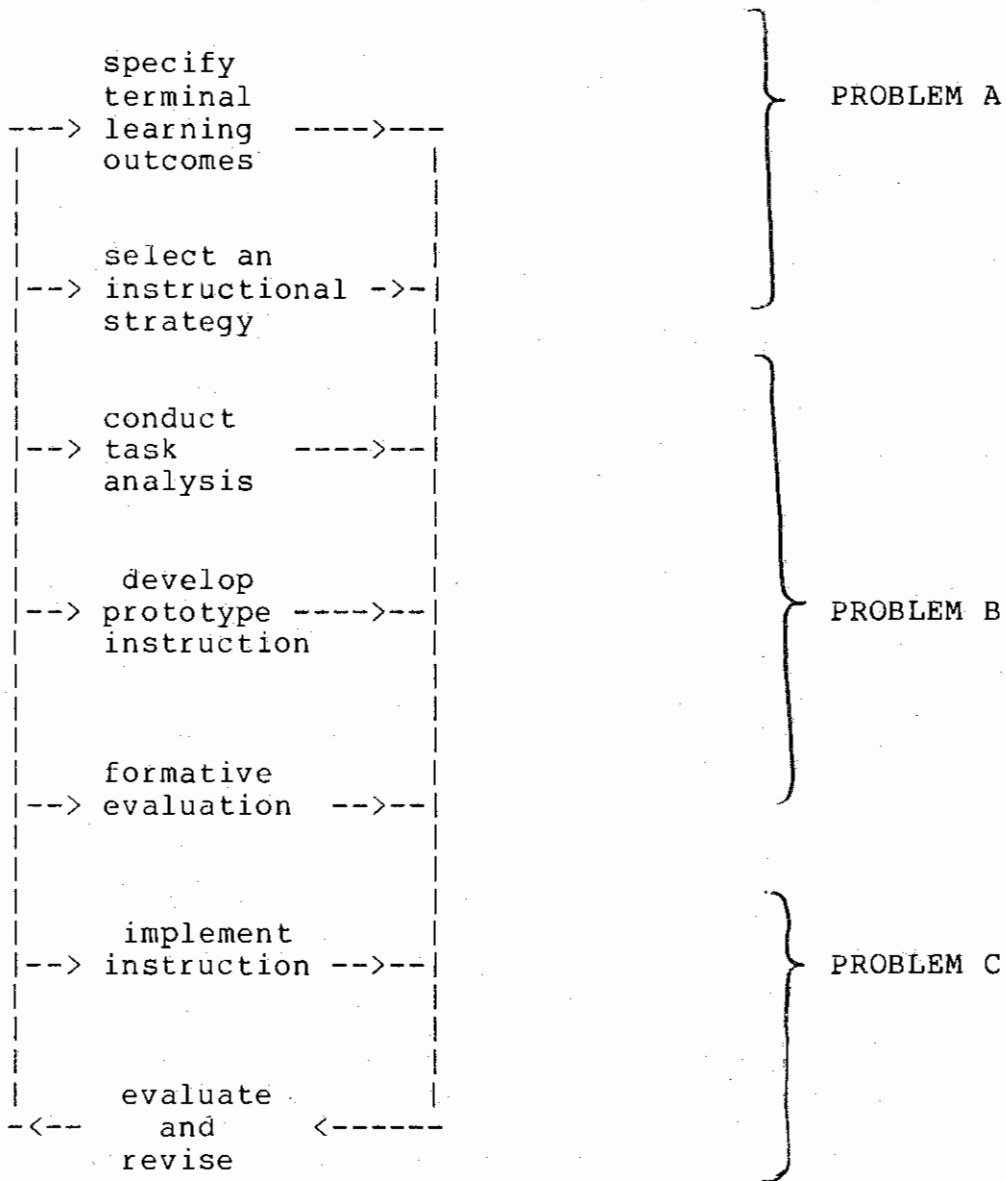 specify
terminal
---> learning ---->---
outcomes
PROBLEM A
select an
|--> instructional ->-|
strategy
conduct
|--> task ---->--|
analysis
develop
|--> prototype ---->--|
instruction
PROBLEM B
formative
|--> evaluation -->--|
implement
|--> instruction -->--|
PROBLEM C
evaluate
-<-- and <------
revise